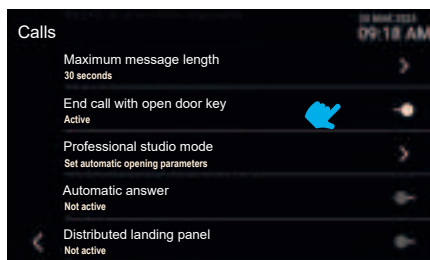 Calls
09:18 AM
Maximum message length
30 seconds
End call with open door key
Active
Professional studio mode
Set automatic opening parameters
Automatic answer
Not active
Distributed landing panel
Not active